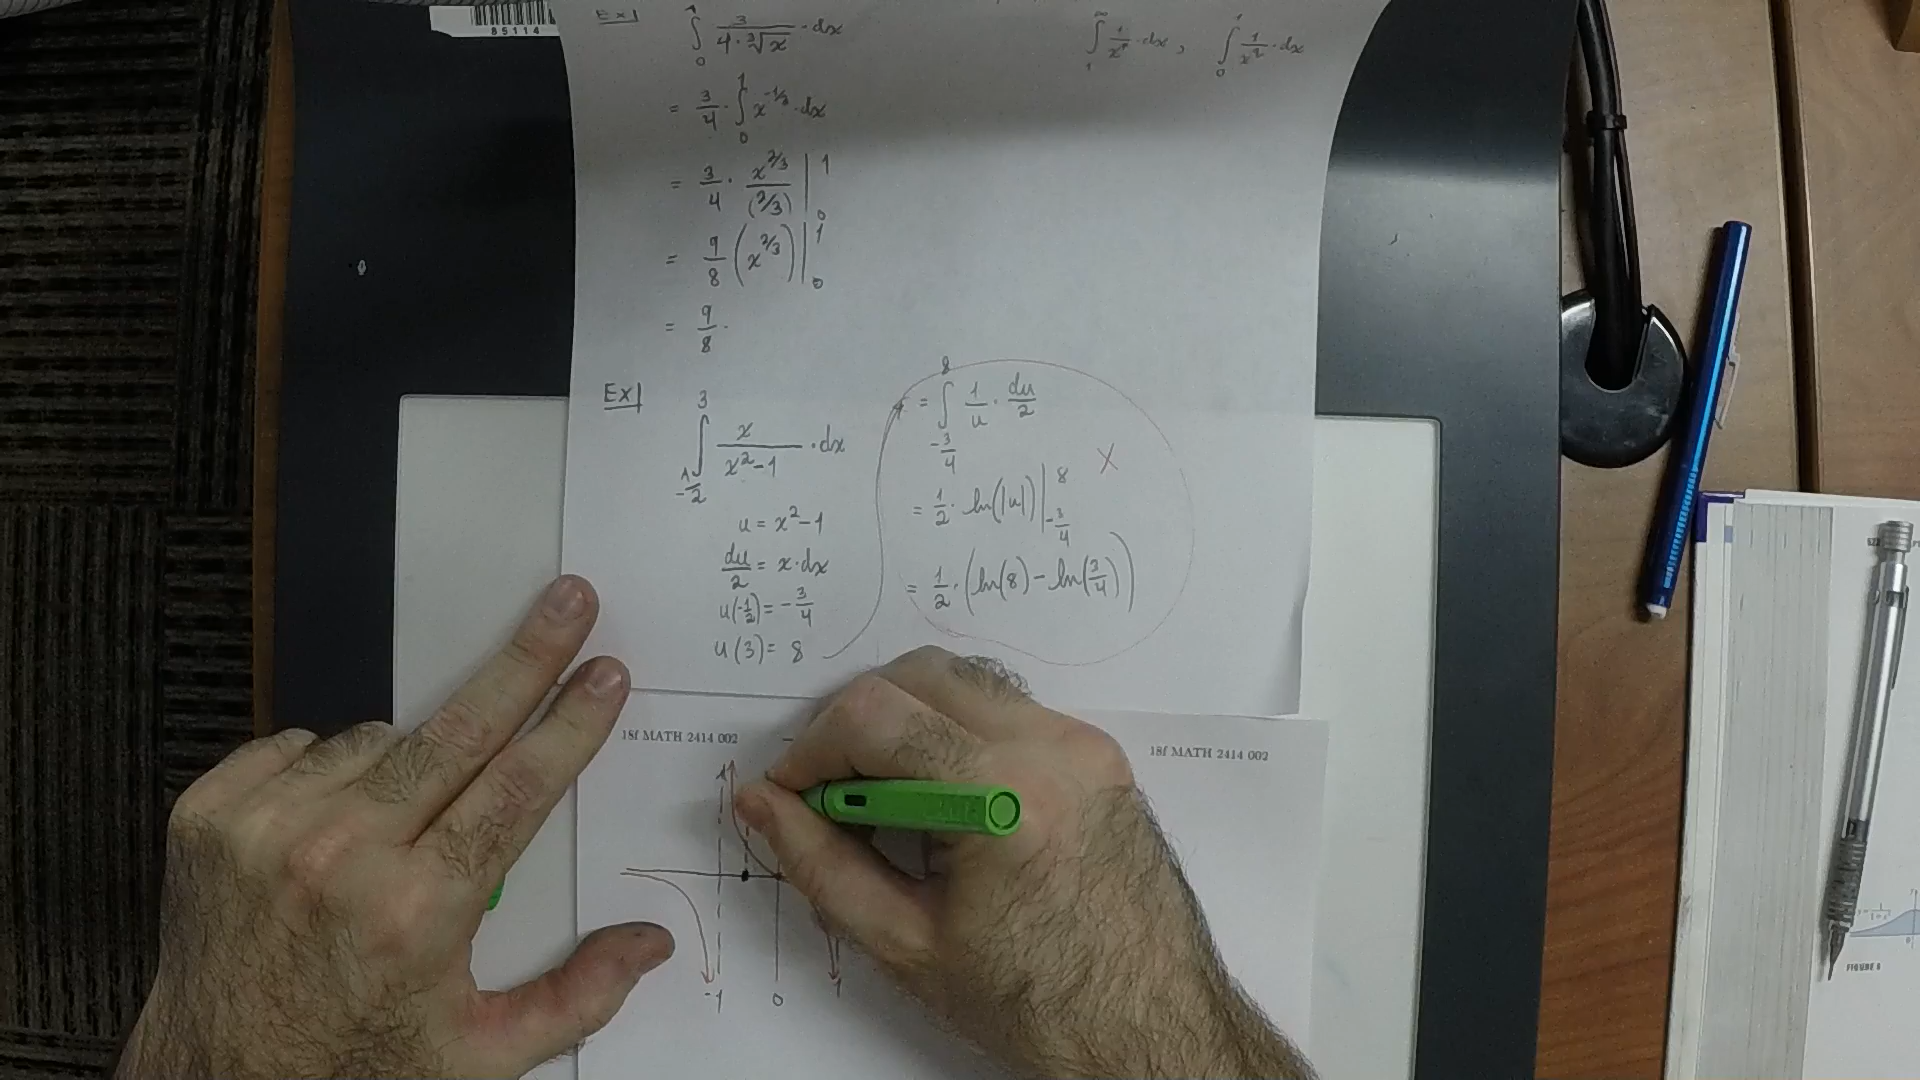 85114
Ex1
∫₀¹ 3/(4·∛x) · dx
∫₁^∞ 1/x² · dx , ∫₀¹ 1/x² · dx
= 3/4 · ∫₀¹ x^(-1/3) · dx
= 3/4 · x^(2/3)/(2/3) |₀¹
= 9/8 (x^(2/3)) |₀¹
= 9/8 .
Ex1
∫_{-1/2}^3 x/(x²-1) · dx
u = x²-1
du/2 = x·dx
u(-1/2) = -3/4
u(3) = 8
= ∫_{-3/4}^8 1/u · du/2
X
= 1/2 · ln(|u|) |_{-3/4}^8
= 1/2 · (ln(8) - ln(3/4))
18f MATH 2414 002
18f MATH 2414 002
-1 0 1
FIGURE